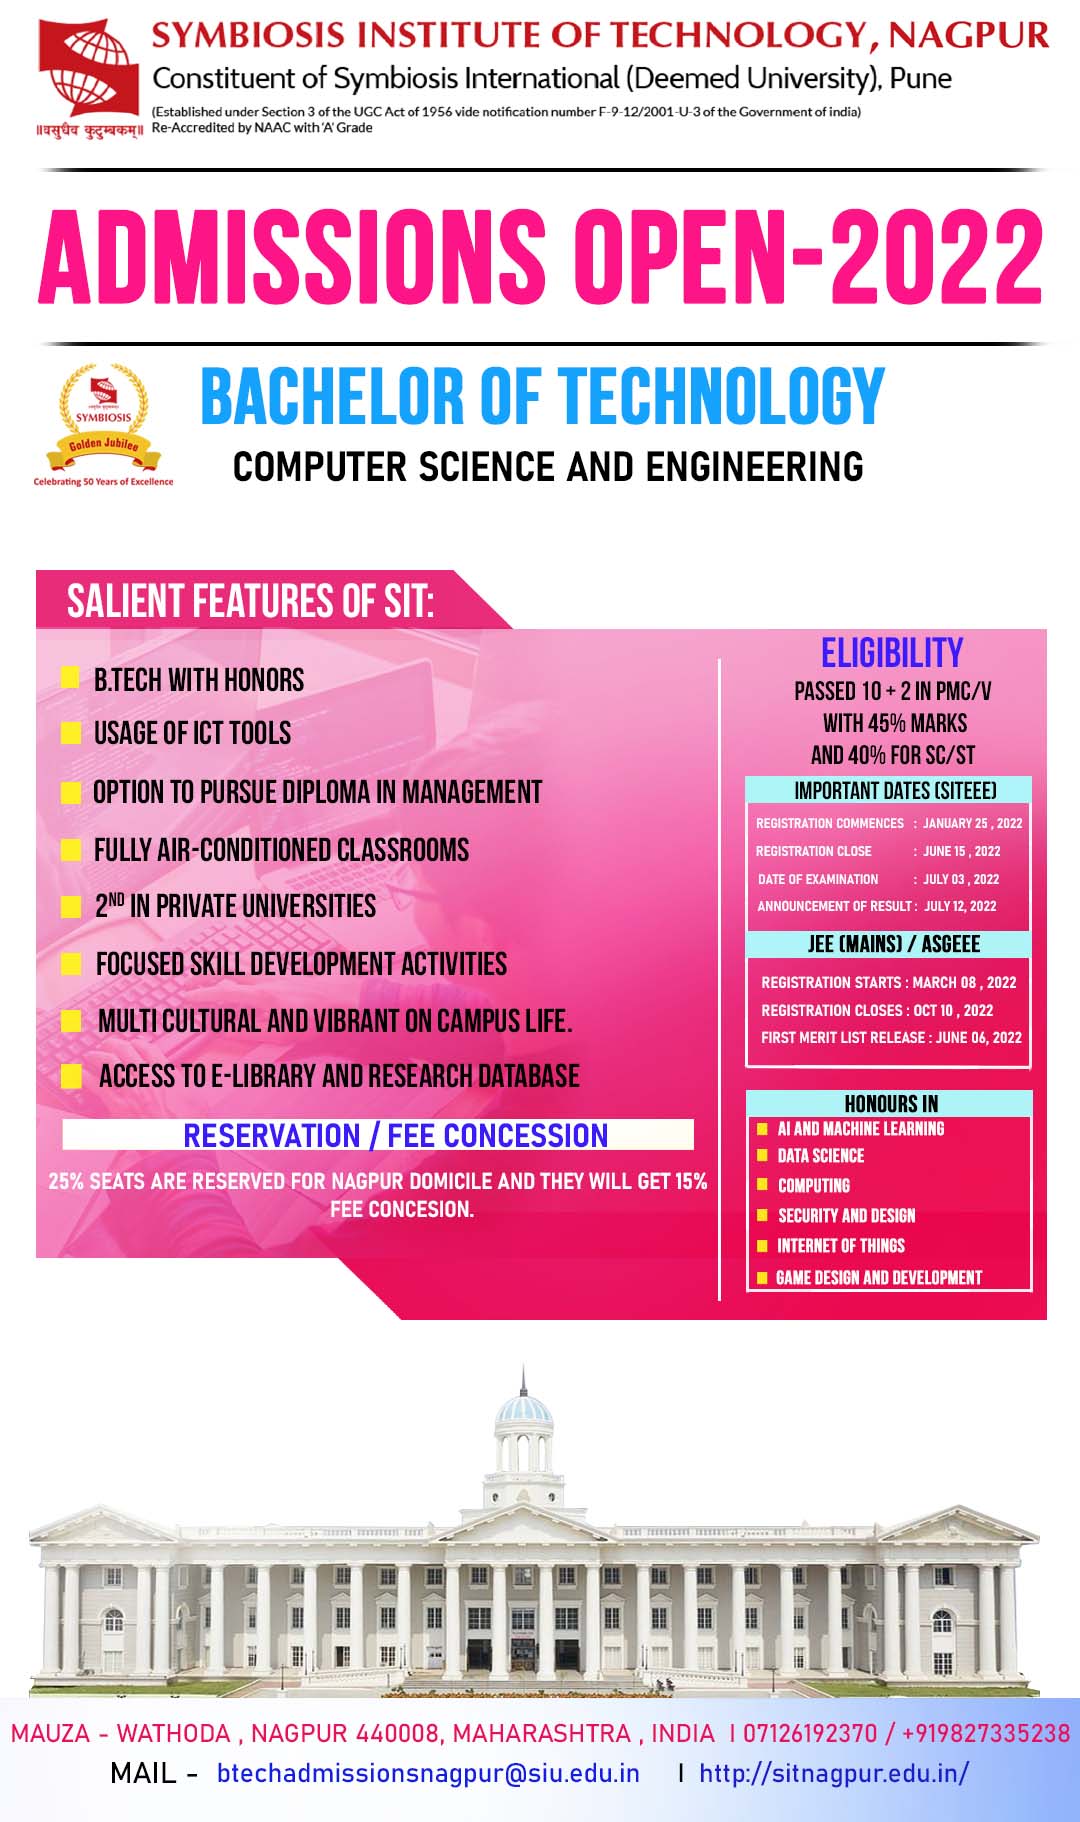 SYMBIOSIS INSTITUTE OF TECHNOLOGY, NAGPUR
Constituent of Symbiosis International (Deemed University), Pune
(Established under Section 3 of the UGC Act of 1956 vide notification number F-9-12/2001-U-3 of the Government of india)
Re-Accredited by NAAC with 'A' Grade
॥वसुधैव कुटुम्बकम्॥
ADMISSIONS OPEN-2022
SYMBIOSIS
Golden Jubilee
Celebrating 50 Years of Excellence
BACHELOR OF TECHNOLOGY
COMPUTER SCIENCE AND ENGINEERING
SALIENT FEATURES OF SIT:
B.TECH WITH HONORS
USAGE OF ICT TOOLS
OPTION TO PURSUE DIPLOMA IN MANAGEMENT
FULLY AIR-CONDITIONED CLASSROOMS
2ND IN PRIVATE UNIVERSITIES
FOCUSED SKILL DEVELOPMENT ACTIVITIES
MULTI CULTURAL AND VIBRANT ON CAMPUS LIFE.
ACCESS TO E-LIBRARY AND RESEARCH DATABASE
RESERVATION / FEE CONCESSION
25% SEATS ARE RESERVED FOR NAGPUR DOMICILE AND THEY WILL GET 15%
FEE CONCESION.
ELIGIBILITY
PASSED 10 + 2 IN PMC/V
WITH 45% MARKS
AND 40% FOR SC/ST
IMPORTANT DATES (SITEEE)
REGISTRATION COMMENCES : JANUARY 25 , 2022
REGISTRATION CLOSE : JUNE 15 , 2022
DATE OF EXAMINATION : JULY 03 , 2022
ANNOUNCEMENT OF RESULT : JULY 12, 2022
JEE (MAINS) / ASGEEE
REGISTRATION STARTS : MARCH 08 , 2022
REGISTRATION CLOSES : OCT 10 , 2022
FIRST MERIT LIST RELEASE : JUNE 06, 2022
HONOURS IN
AI AND MACHINE LEARNING
DATA SCIENCE
COMPUTING
SECURITY AND DESIGN
INTERNET OF THINGS
GAME DESIGN AND DEVELOPMENT
MAUZA - WATHODA , NAGPUR 440008, MAHARASHTRA , INDIA I 07126192370 / +919827335238
MAIL - btechadmissionsnagpur@siu.edu.in I http://sitnagpur.edu.in/